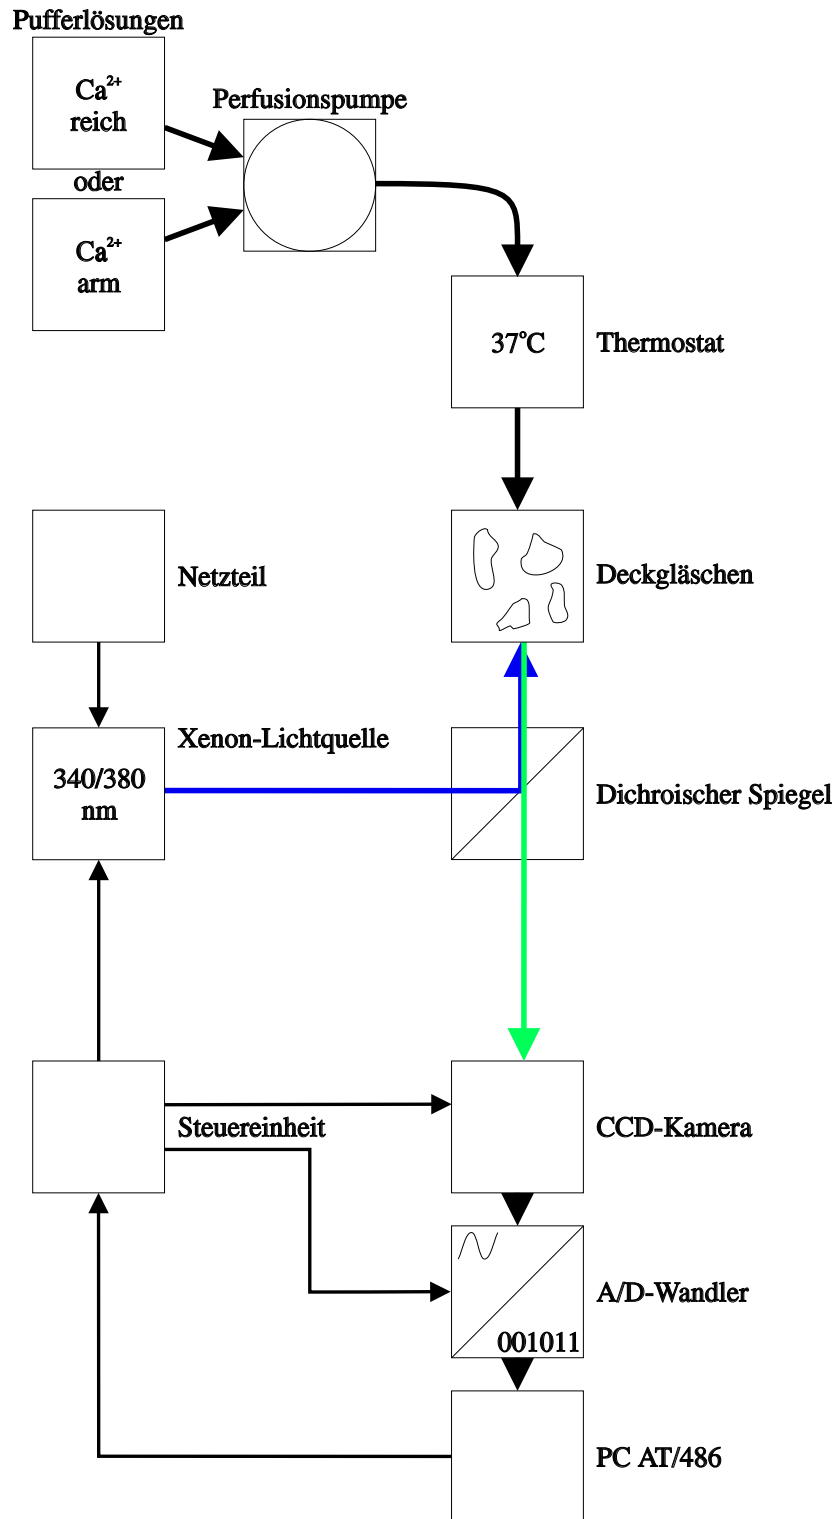 Pufferlösungen
Ca²⁺
reich
Perfusionspumpe
oder
Ca²⁺
arm
37°C
Thermostat
Netzteil
Deckgläschen
Xenon-Lichtquelle
340/380
nm
Dichroischer Spiegel
Steuereinheit
CCD-Kamera
A/D-Wandler
001011
PC AT/486